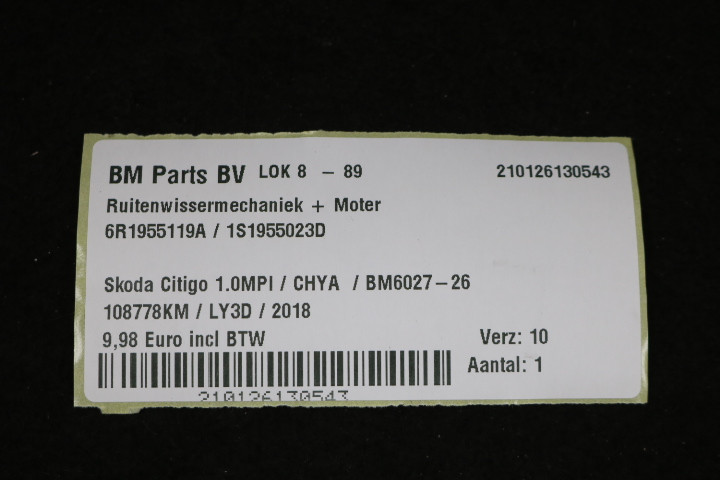 BM Parts BV LOK 8 - 89 210126130543
Ruitenwissermechaniek + Moter
6R1955119A / 1S1955023D
Skoda Citigo 1.0MPI / CHYA / BM6027-26
108778KM / LY3D / 2018
9,98 Euro incl BTW Verz: 10
Aantal: 1
210126130543